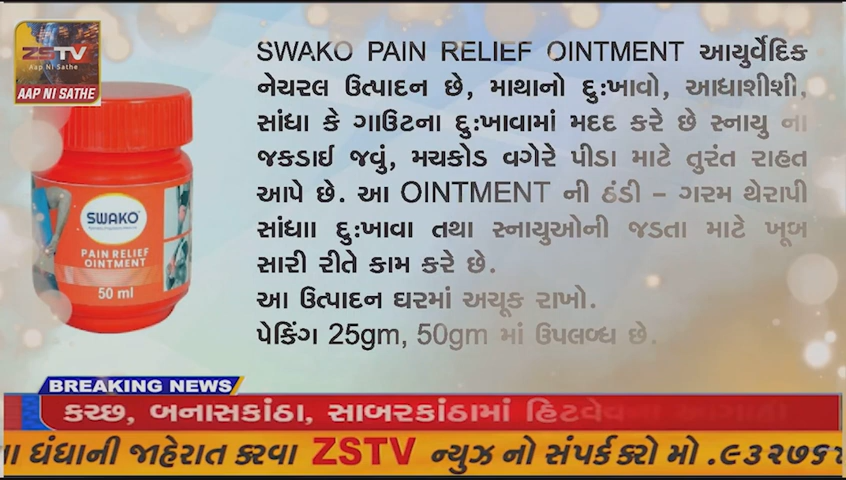 ZSTV
Aap Ni Sathe
AAP NI SATHE
SWAKO PAIN RELIEF OINTMENT આયુર્વેદિક
નેચરલ ઉત્પાદન છે, માથાનો દુઃખાવો, આધાશીશી,
સાંધા કે ગાઉટના દુઃખાવામાં મદદ કરે છે સ્નાયુ ના
જકડાઈ જવું, મચકોડ વગેરે પીડા માટે તુરંત રાહત
આપે છે. આ OINTMENT ની ઠંડી – ગરમ થેરાપી
સાંધાા દુઃખાવા તથા સ્નાયુઓની જડતા માટે ખૂબ
સારી રીતે કામ કરે છે.
આ ઉત્પાદન ઘરમાં અચૂક રાખો.
પેકિંગ 25gm, 50gm માં ઉપલબ્ધ છે.
SWAKO
PAIN RELIEF
OINTMENT
50 ml
BREAKING NEWS
કચ્છ, બનાસકાંઠા, સાબરકાંઠામાં હિટવેવ
ધંધાની જાહેરાત કરવા ZSTV ન્યુઝ નો સંપર્ક કરો મો .૯૩૨૭૬